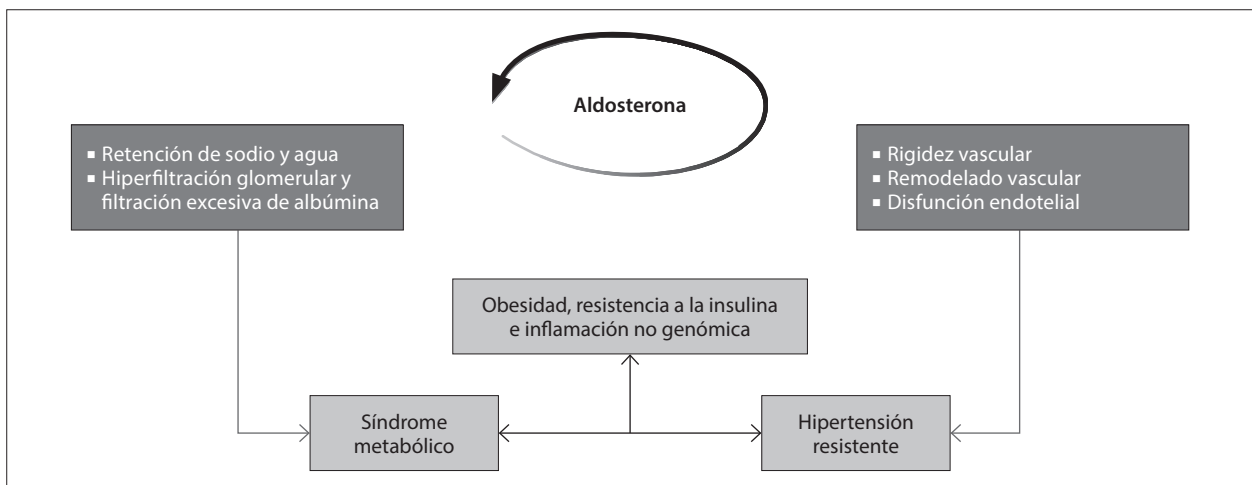 Aldosterona
▪ Retención de sodio y agua
▪ Hiperfiltración glomerular y
filtración excesiva de albúmina
▪ Rigidez vascular
▪ Remodelado vascular
▪ Disfunción endotelial
Obesidad, resistencia a la insulina
e inflamación no genómica
Síndrome
metabólico
Hipertensión
resistente